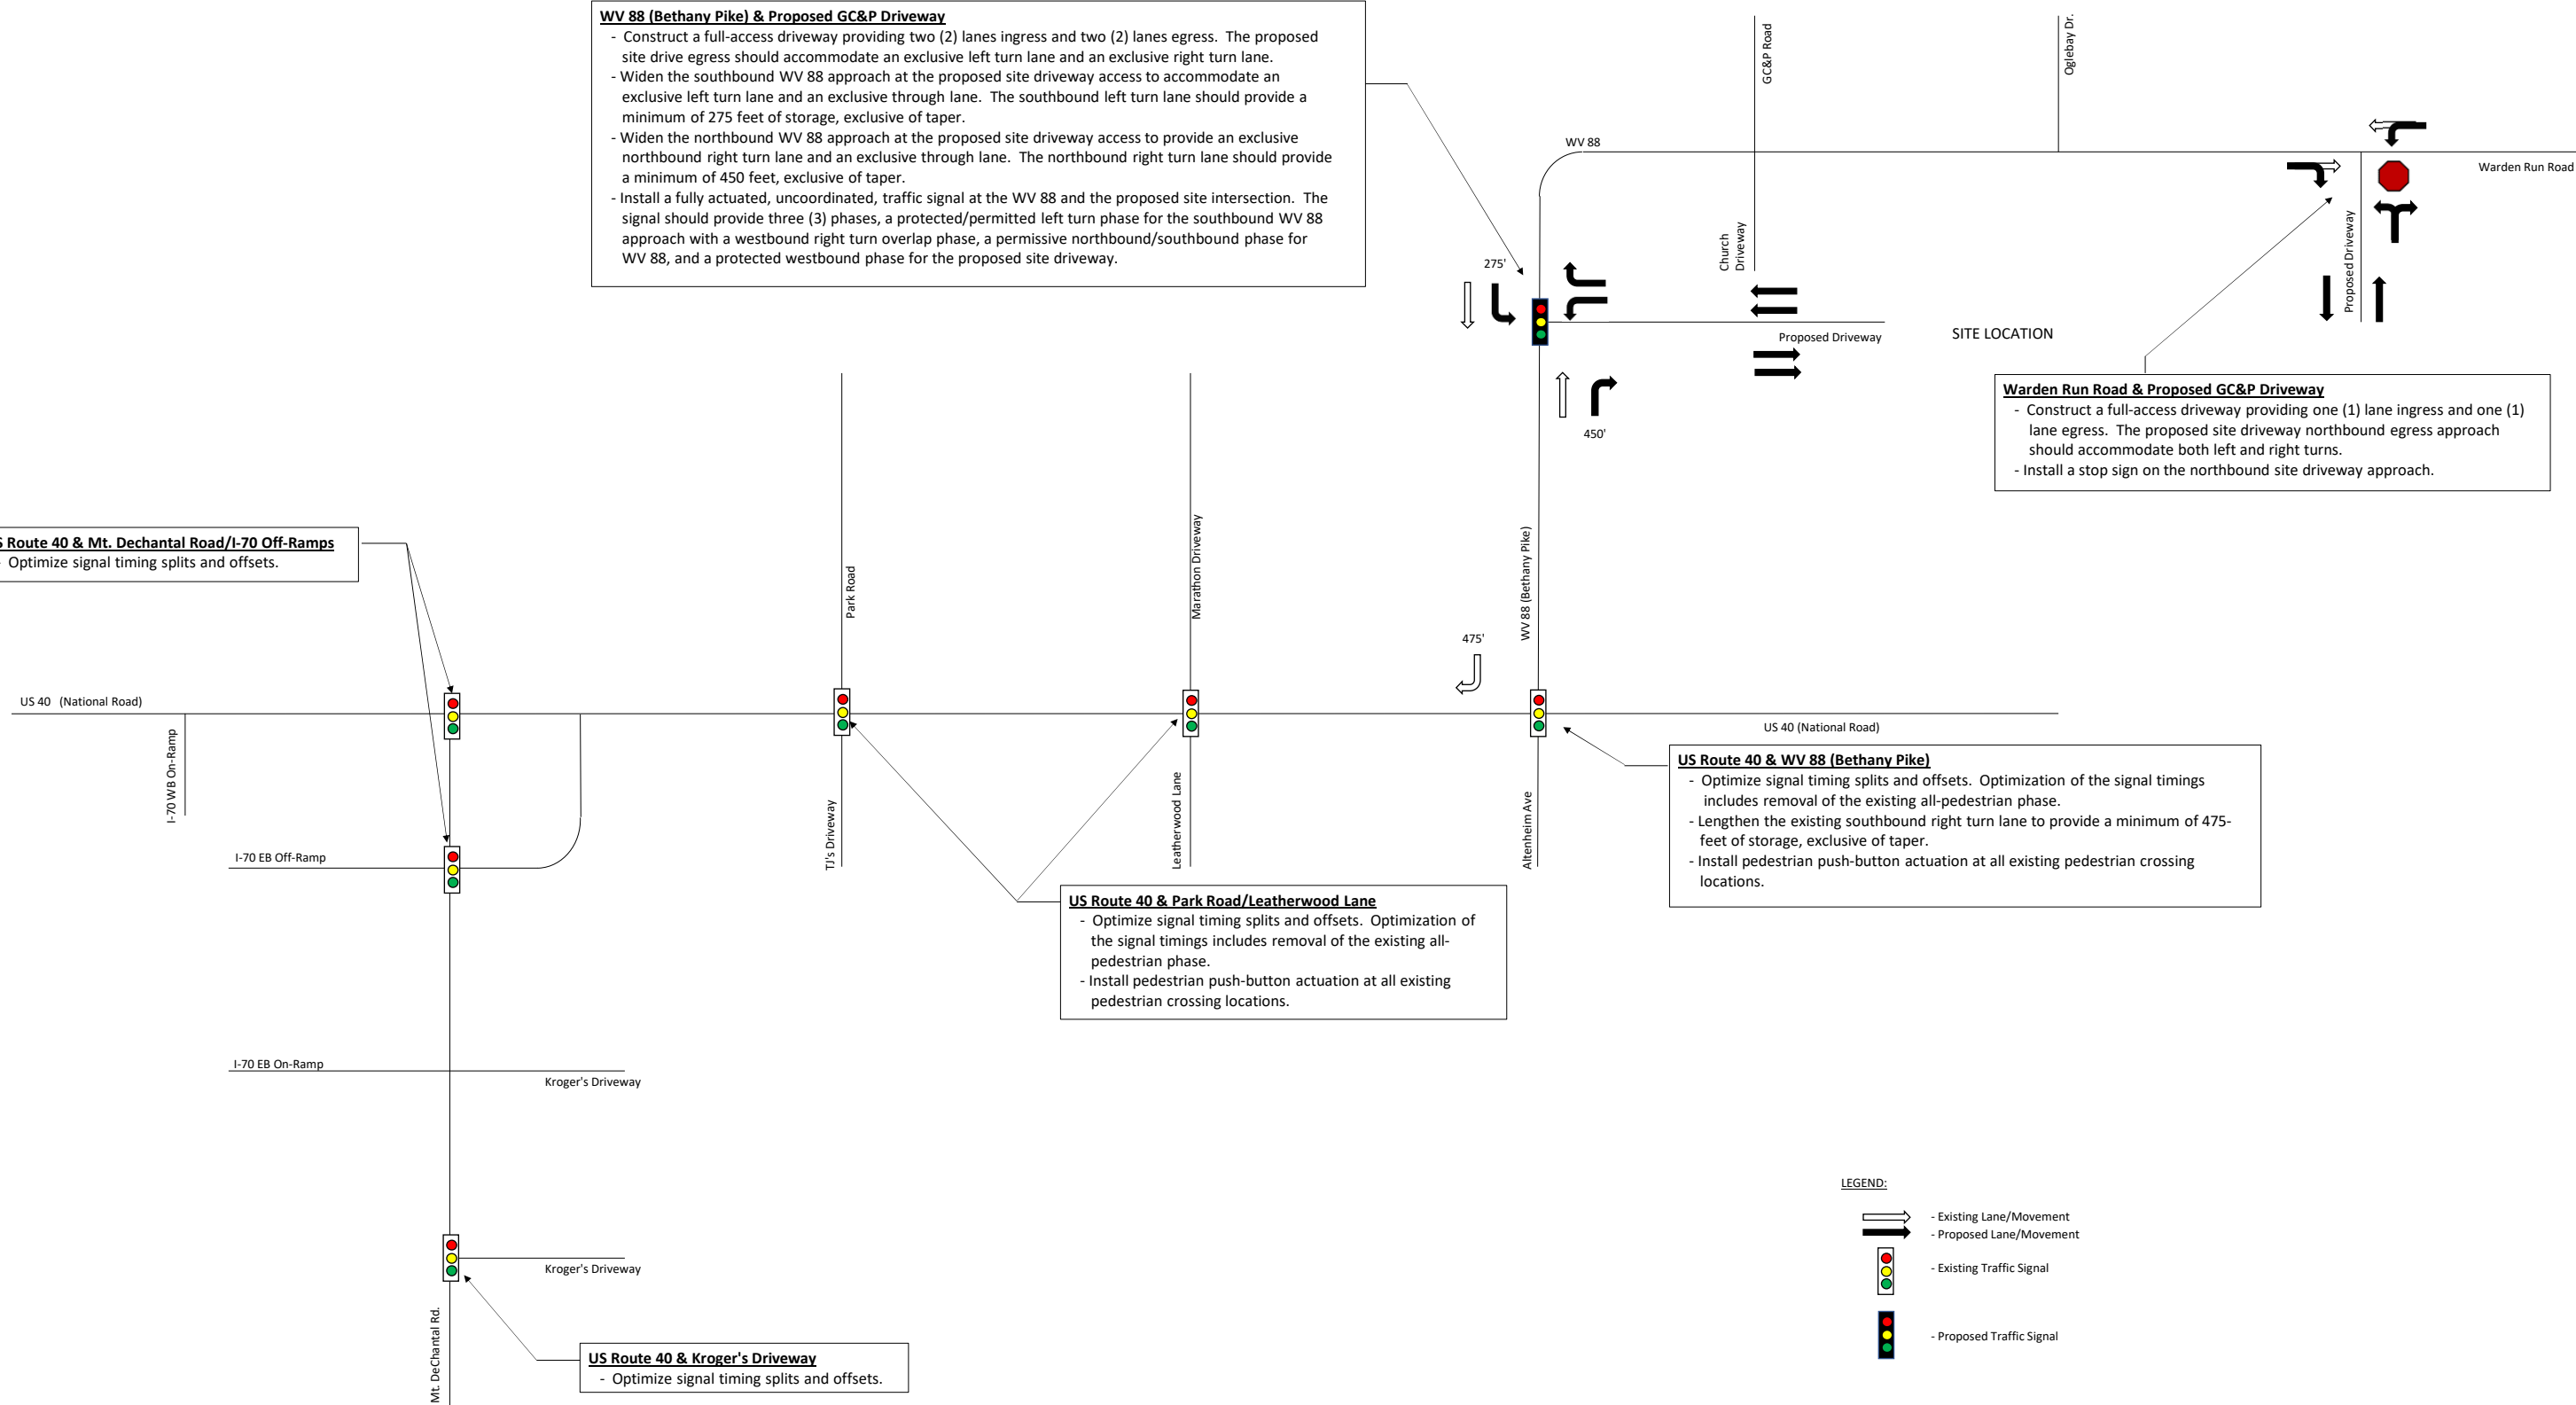 WV 88 (Bethany Pike) & Proposed GC&P Driveway
- Construct a full-access driveway providing two (2) lanes ingress and two (2) lanes egress. The proposed
site drive egress should accommodate an exclusive left turn lane and an exclusive right turn lane.
- Widen the southbound WV 88 approach at the proposed site driveway access to accommodate an
exclusive left turn lane and an exclusive through lane. The southbound left turn lane should provide a
minimum of 275 feet of storage, exclusive of taper.
- Widen the northbound WV 88 approach at the proposed site driveway access to provide an exclusive
northbound right turn lane and an exclusive through lane. The northbound right turn lane should provide
a minimum of 450 feet, exclusive of taper.
- Install a fully actuated, uncoordinated, traffic signal at the WV 88 and the proposed site intersection. The
signal should provide three (3) phases, a protected/permitted left turn phase for the southbound WV 88
approach with a westbound right turn overlap phase, a permissive northbound/southbound phase for
WV 88, and a protected westbound phase for the proposed site driveway.
GC&P Road
Oglebay Dr.
WV 88
Warden Run Road
Church
Driveway
Proposed Driveway
275'
Proposed Driveway
SITE LOCATION
450'
Warden Run Road & Proposed GC&P Driveway
- Construct a full-access driveway providing one (1) lane ingress and one (1)
lane egress. The proposed site driveway northbound egress approach
should accommodate both left and right turns.
- Install a stop sign on the northbound site driveway approach.
S Route 40 & Mt. Dechantal Road/I-70 Off-Ramps
- Optimize signal timing splits and offsets.
Park Road
Marathon Driveway
WV 88 (Bethany Pike)
475'
US 40 (National Road)
US 40 (National Road)
I-70 WB On-Ramp
TJ's Driveway
Leatherwood Lane
Altenheim Ave
I-70 EB Off-Ramp
US Route 40 & WV 88 (Bethany Pike)
- Optimize signal timing splits and offsets. Optimization of the signal timings
includes removal of the existing all-pedestrian phase.
- Lengthen the existing southbound right turn lane to provide a minimum of 475-
feet of storage, exclusive of taper.
- Install pedestrian push-button actuation at all existing pedestrian crossing
locations.
US Route 40 & Park Road/Leatherwood Lane
- Optimize signal timing splits and offsets. Optimization of
the signal timings includes removal of the existing all-
pedestrian phase.
- Install pedestrian push-button actuation at all existing
pedestrian crossing locations.
I-70 EB On-Ramp
Kroger's Driveway
Kroger's Driveway
Mt. DeChantal Rd.
US Route 40 & Kroger's Driveway
- Optimize signal timing splits and offsets.
LEGEND:
- Existing Lane/Movement
- Proposed Lane/Movement
- Existing Traffic Signal
- Proposed Traffic Signal